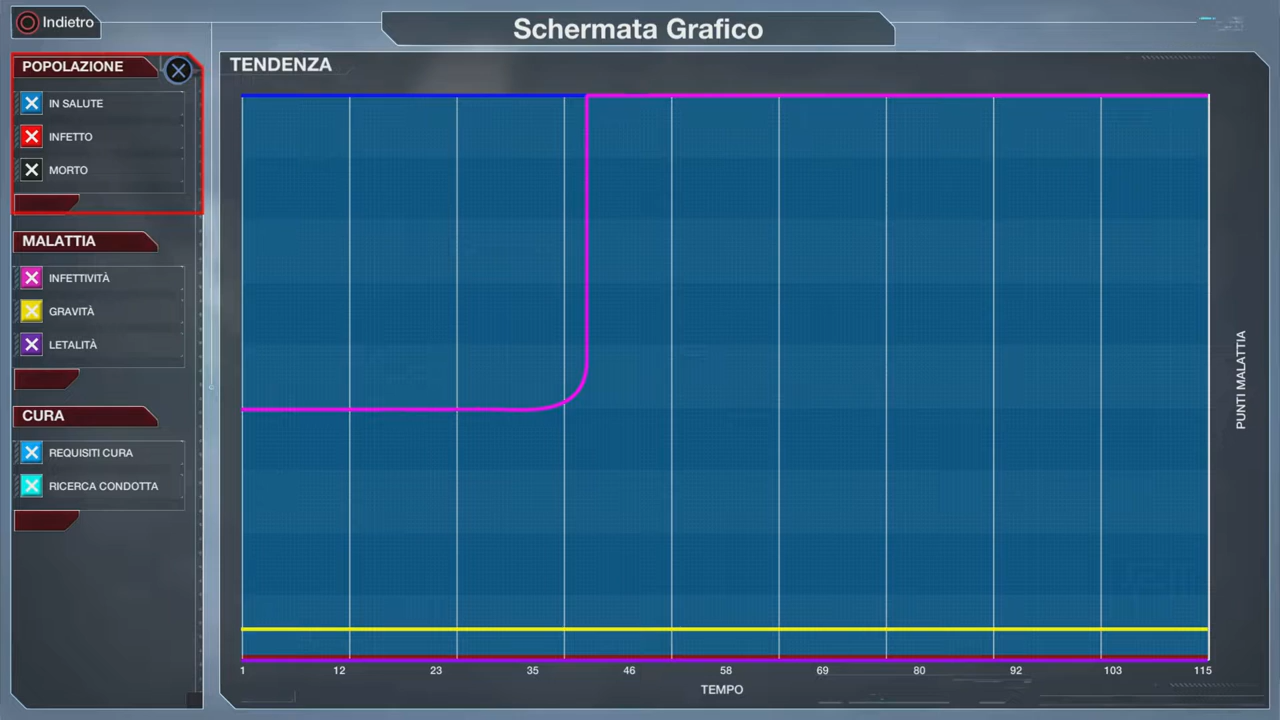 Indietro
Schermata Grafico
POPOLAZIONE
IN SALUTE
INFETTO
MORTO
MALATTIA
INFETTIVITÀ
GRAVITÀ
LETALITÀ
CURA
REQUISITI CURA
RICERCA CONDOTTA
TENDENZA
PUNTI MALATTIA
1 12 23 35 46 58 69 80 92 103 115
TEMPO